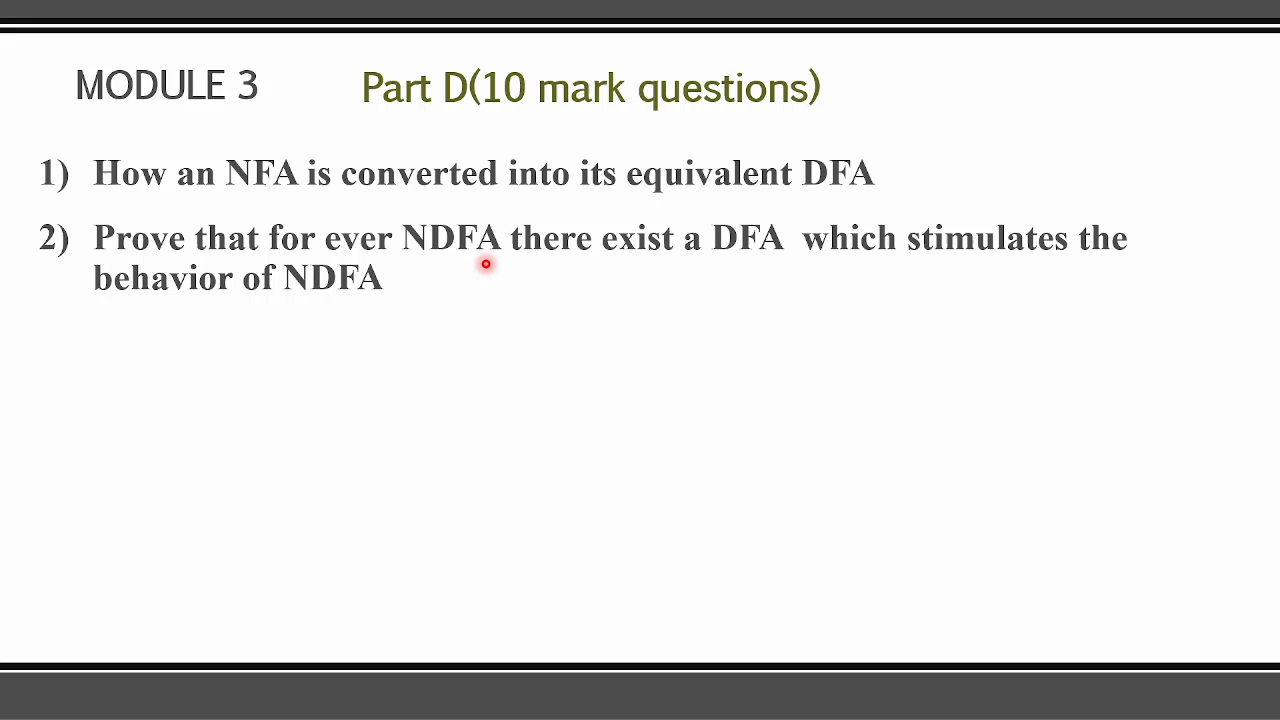 MODULE 3
Part D(10 mark questions)
1) How an NFA is converted into its equivalent DFA
2) Prove that for ever NDFA there exist a DFA which stimulates the
behavior of NDFA